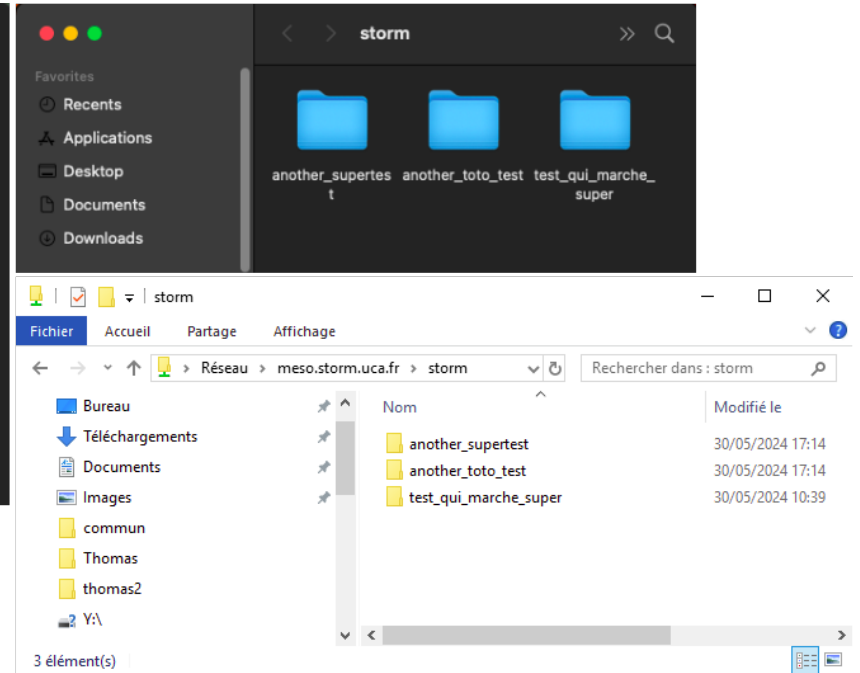 storm
Favorites
Recents
Applications
Desktop
Documents
Downloads
another_supertes
t
another_toto_test
test_qui_marche_
super
storm
Fichier Accueil Partage Affichage
Réseau > meso.storm.uca.fr > storm
Rechercher dans : storm
Bureau
Téléchargements
Documents
Images
commun
Thomas
thomas2
Y:\
Nom Modifié le
another_supertest 30/05/2024 17:14
another_toto_test 30/05/2024 17:14
test_qui_marche_super 30/05/2024 10:39
3 élément(s)